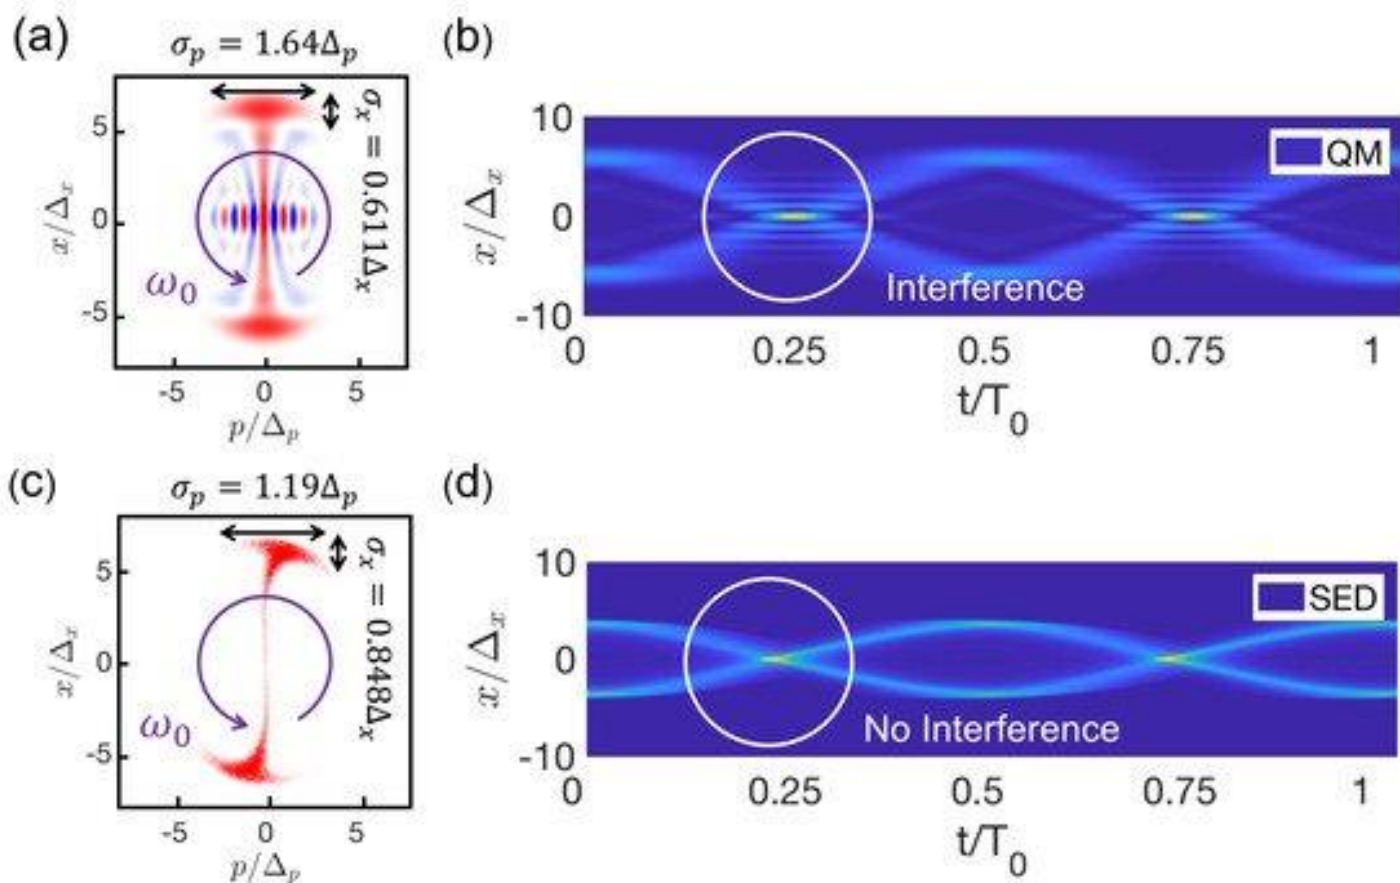 (a)
σ_p = 1.64Δ_p
σ_x = 0.611Δ_x
x/Δ_x
5
0
-5
ω_0
-5 0 5
p/Δ_p
(b)
x/Δ_x
10
0
-10
QM
Interference
0 0.25 0.5 0.75 1
t/T_0
(c)
σ_p = 1.19Δ_p
σ_x = 0.848Δ_x
x/Δ_x
5
0
-5
ω_0
-5 0 5
p/Δ_p
(d)
x/Δ_x
10
0
-10
SED
No Interference
0 0.25 0.5 0.75 1
t/T_0